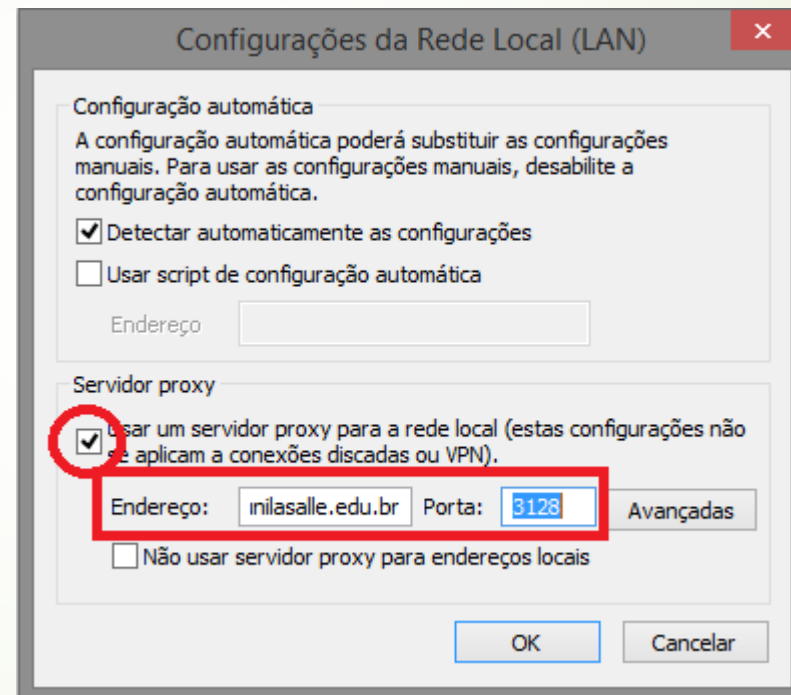 Configurações da Rede Local (LAN)
Configuração automática
A configuração automática poderá substituir as configurações
manuais. Para usar as configurações manuais, desabilite a
configuração automática.
Detectar automaticamente as configurações
Usar script de configuração automática
Endereço
Servidor proxy
Usar um servidor proxy para a rede local (estas configurações não
se aplicam a conexões discadas ou VPN).
Endereço: nilasalle.edu.br Porta: 3128 Avançadas
Não usar servidor proxy para endereços locais
OK Cancelar